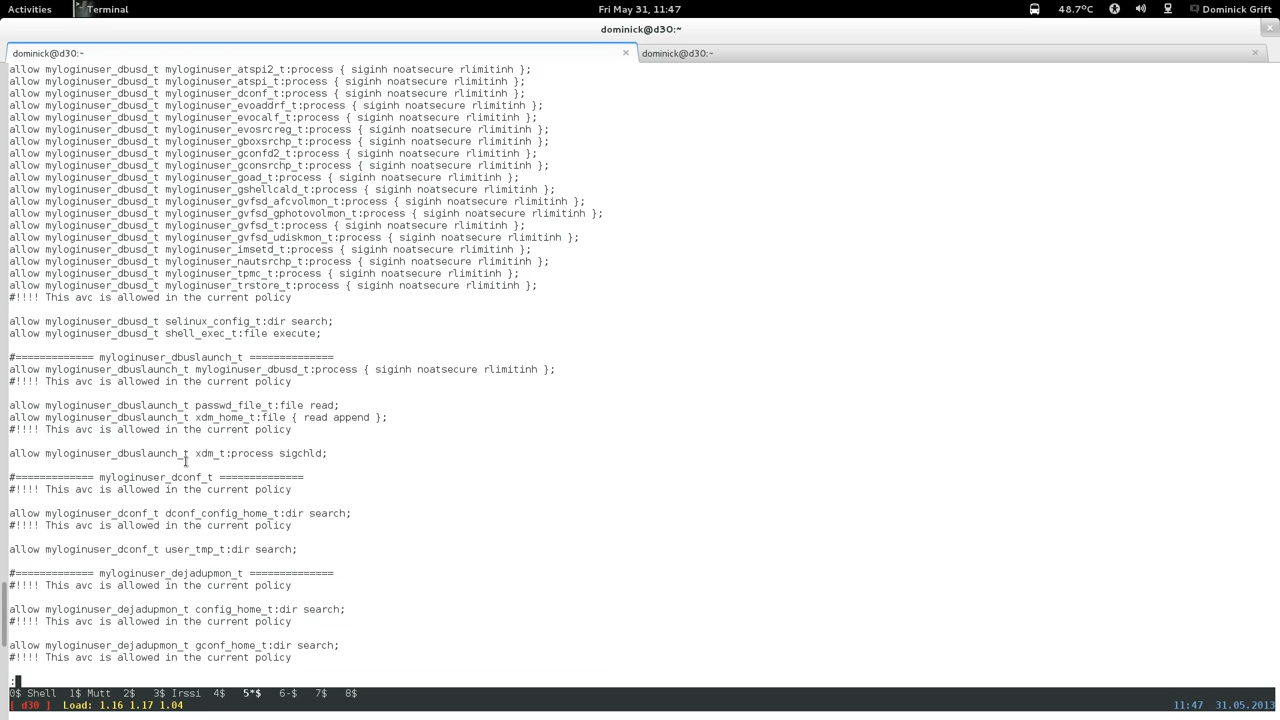 Activities Terminal Fri May 31, 11:47 48.7°C Dominick Grift
dominick@d30:~
dominick@d30:~ dominick@d30:~
allow myloginuser_dbusd_t myloginuser_atspi2_t:process { siginh noatsecure rlimitinh };
allow myloginuser_dbusd_t myloginuser_atspi_t:process { siginh noatsecure rlimitinh };
allow myloginuser_dbusd_t myloginuser_dconf_t:process { siginh noatsecure rlimitinh };
allow myloginuser_dbusd_t myloginuser_evoaddrf_t:process { siginh noatsecure rlimitinh };
allow myloginuser_dbusd_t myloginuser_evocalf_t:process { siginh noatsecure rlimitinh };
allow myloginuser_dbusd_t myloginuser_evosrcreg_t:process { siginh noatsecure rlimitinh };
allow myloginuser_dbusd_t myloginuser_gboxsrchp_t:process { siginh noatsecure rlimitinh };
allow myloginuser_dbusd_t myloginuser_gconfd2_t:process { siginh noatsecure rlimitinh };
allow myloginuser_dbusd_t myloginuser_gconsrchp_t:process { siginh noatsecure rlimitinh };
allow myloginuser_dbusd_t myloginuser_goad_t:process { siginh noatsecure rlimitinh };
allow myloginuser_dbusd_t myloginuser_gshellcald_t:process { siginh noatsecure rlimitinh };
allow myloginuser_dbusd_t myloginuser_gvfsd_afcvolmon_t:process { siginh noatsecure rlimitinh };
allow myloginuser_dbusd_t myloginuser_gvfsd_gphotovolmon_t:process { siginh noatsecure rlimitinh };
allow myloginuser_dbusd_t myloginuser_gvfsd_t:process { siginh noatsecure rlimitinh };
allow myloginuser_dbusd_t myloginuser_gvfsd_udiskmon_t:process { siginh noatsecure rlimitinh };
allow myloginuser_dbusd_t myloginuser_imsetd_t:process { siginh noatsecure rlimitinh };
allow myloginuser_dbusd_t myloginuser_nautsrchp_t:process { siginh noatsecure rlimitinh };
allow myloginuser_dbusd_t myloginuser_tpmc_t:process { siginh noatsecure rlimitinh };
allow myloginuser_dbusd_t myloginuser_trstore_t:process { siginh noatsecure rlimitinh };
#!!!! This avc is allowed in the current policy
allow myloginuser_dbusd_t selinux_config_t:dir search;
allow myloginuser_dbusd_t shell_exec_t:file execute;
#============= myloginuser_dbuslaunch_t ==============
allow myloginuser_dbuslaunch_t myloginuser_dbusd_t:process { siginh noatsecure rlimitinh };
#!!!! This avc is allowed in the current policy
allow myloginuser_dbuslaunch_t passwd_file_t:file read;
allow myloginuser_dbuslaunch_t xdm_home_t:file { read append };
#!!!! This avc is allowed in the current policy
allow myloginuser_dbuslaunch_t xdm_t:process sigchld;
#============= myloginuser_dconf_t ==============
#!!!! This avc is allowed in the current policy
allow myloginuser_dconf_t dconf_config_home_t:dir search;
#!!!! This avc is allowed in the current policy
allow myloginuser_dconf_t user_tmp_t:dir search;
#============= myloginuser_dejadupmon_t ==============
#!!!! This avc is allowed in the current policy
allow myloginuser_dejadupmon_t config_home_t:dir search;
#!!!! This avc is allowed in the current policy
allow myloginuser_dejadupmon_t gconf_home_t:dir search;
#!!!! This avc is allowed in the current policy
:
0$ Shell 1$ Mutt 2$ 3$ Irssi 4$ 5*$ 6-$ 7$ 8$
[ d30 ] Load: 1.16 1.17 1.04 11:47 31.05.2013